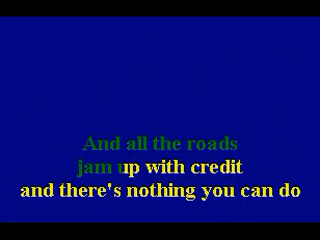 And all the roads
jam up with credit
and there's nothing you can do